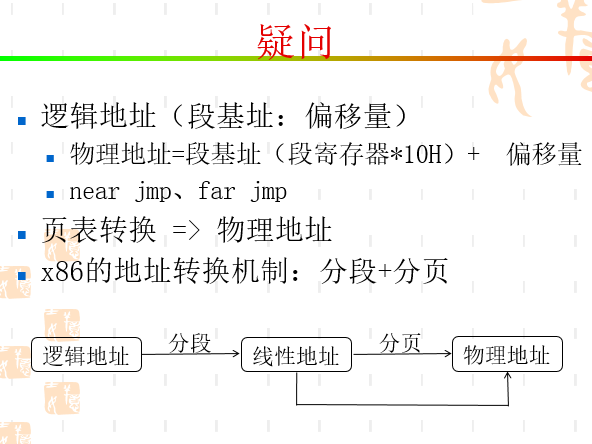 疑问
逻辑地址（段基址：偏移量）
物理地址=段基址（段寄存器*10H）+ 偏移量
near jmp、far jmp
页表转换 => 物理地址
x86的地址转换机制：分段+分页
逻辑地址 分段 线性地址 分页 物理地址